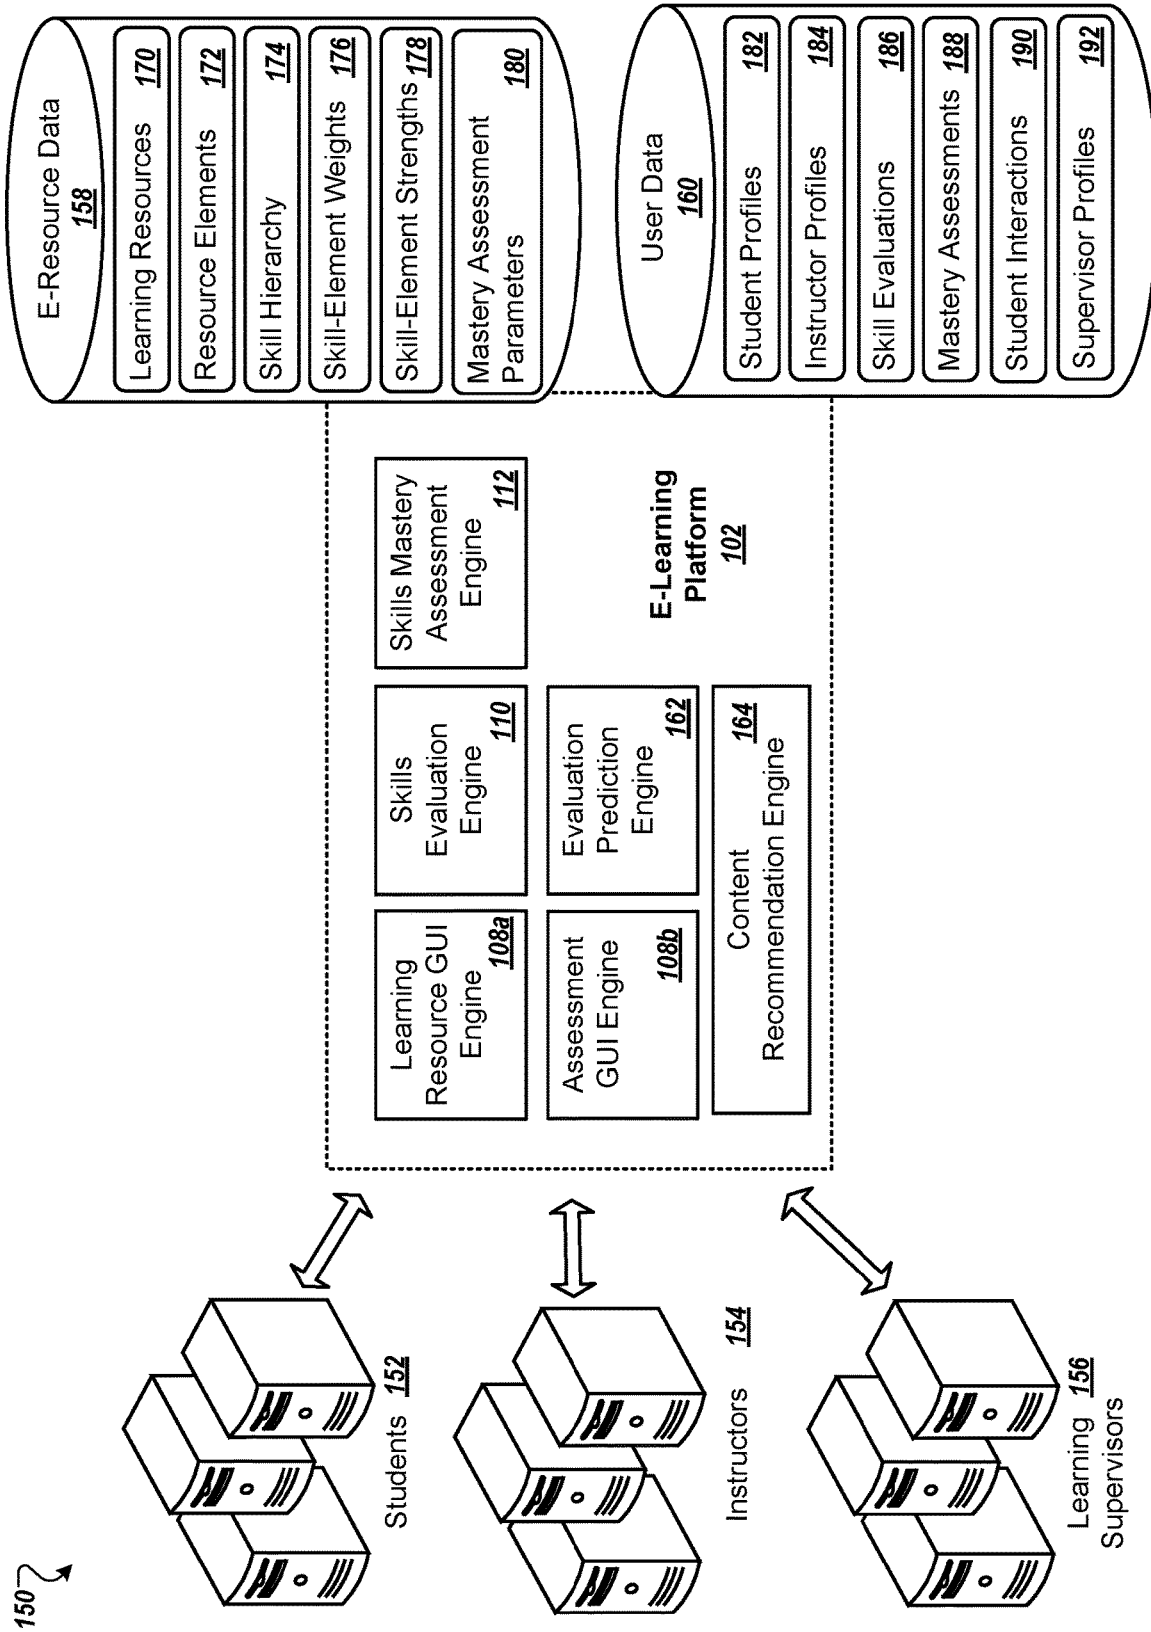 150
Students 152
Instructors 154
Learning 156
Supervisors
Learning
Resource GUI
Engine 108a
Skills
Evaluation
Engine 110
Skills Mastery
Assessment
Engine 112
Assessment
GUI Engine 108b
Evaluation
Prediction
Engine 162
Content
Recommendation Engine 164
E-Learning
Platform
102
E-Resource Data
158
Learning Resources 170
Resource Elements 172
Skill Hierarchy 174
Skill-Element Weights 176
Skill-Element Strengths 178
Mastery Assessment
Parameters 180
User Data
160
Student Profiles 182
Instructor Profiles 184
Skill Evaluations 186
Mastery Assessments 188
Student Interactions 190
Supervisor Profiles 192